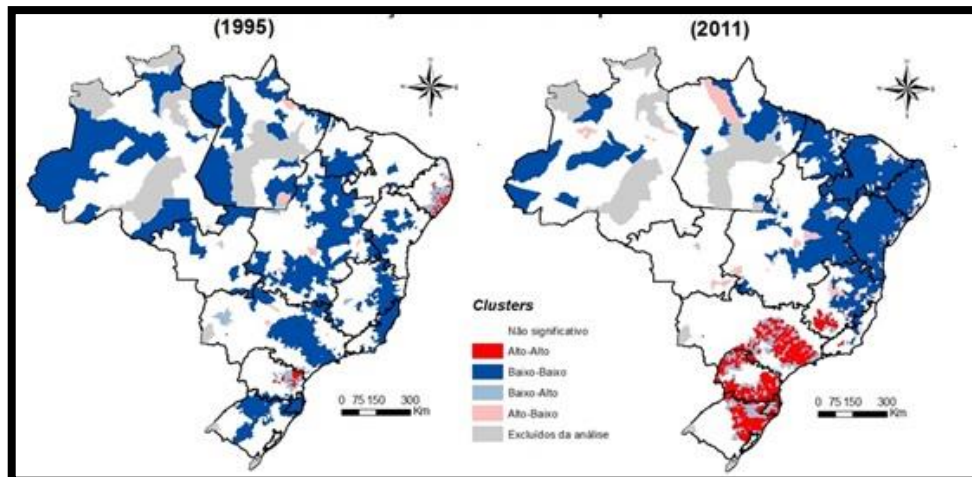 (1995)
(2011)
Clusters
Não significativo
Alto-Alto
Baixo-Baixo
Baixo-Alto
Alto-Baixo
Excluídos da análise
0 75 150 300
Km
0 75 150 300
Km